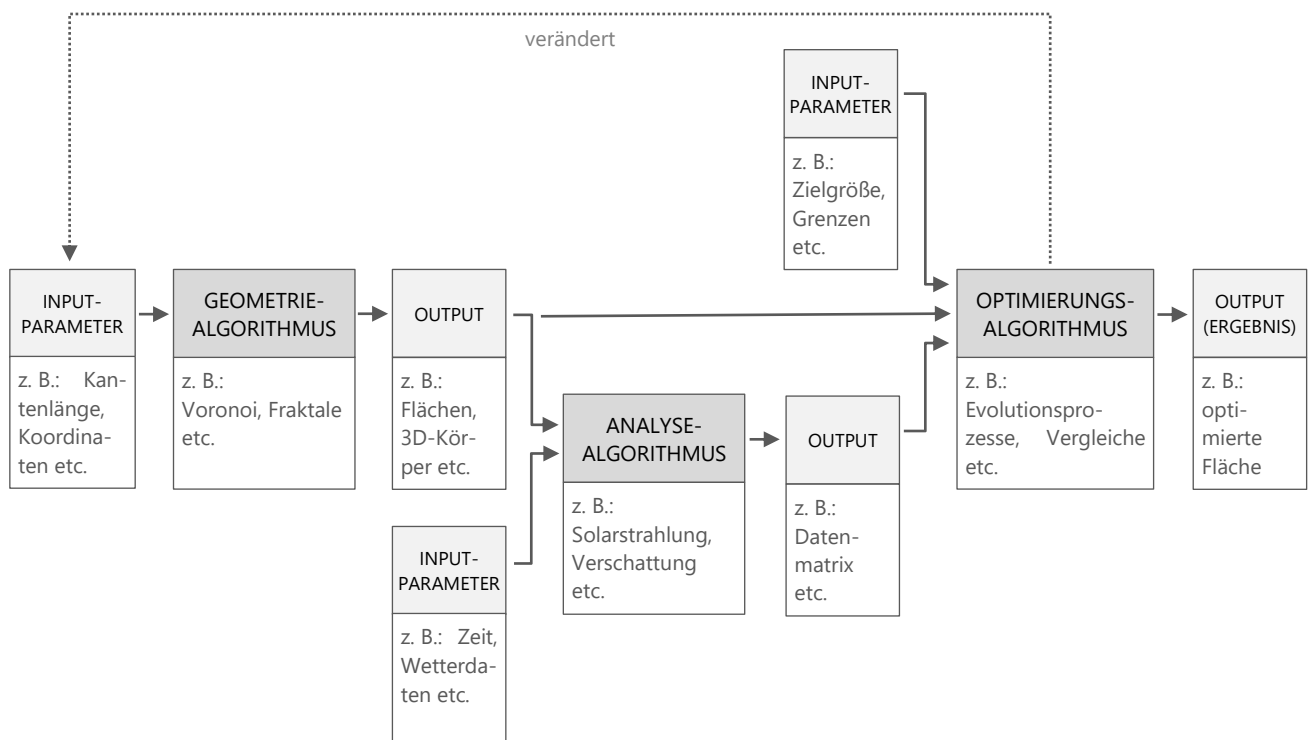 verändert
INPUT-
PARAMETER
z. B.:
Zielgröße,
Grenzen
etc.
INPUT-
PARAMETER
z. B.: Kan-
tenlänge,
Koordina-
ten etc.
GEOMETRIE-
ALGORITHMUS
z. B.:
Voronoi, Fraktale
etc.
OUTPUT
z. B.:
Flächen,
3D-Kör-
per etc.
INPUT-
PARAMETER
z. B.: Zeit,
Wetterda-
ten etc.
ANALYSE-
ALGORITHMUS
z. B.:
Solarstrahlung,
Verschattung
etc.
OUTPUT
z. B.:
Daten-
matrix
etc.
OPTIMIERUNGS-
ALGORITHMUS
z. B.:
Evolutionspro-
zesse, Vergleiche
etc.
OUTPUT
(ERGEBNIS)
z. B.:
opti-
mierte
Fläche